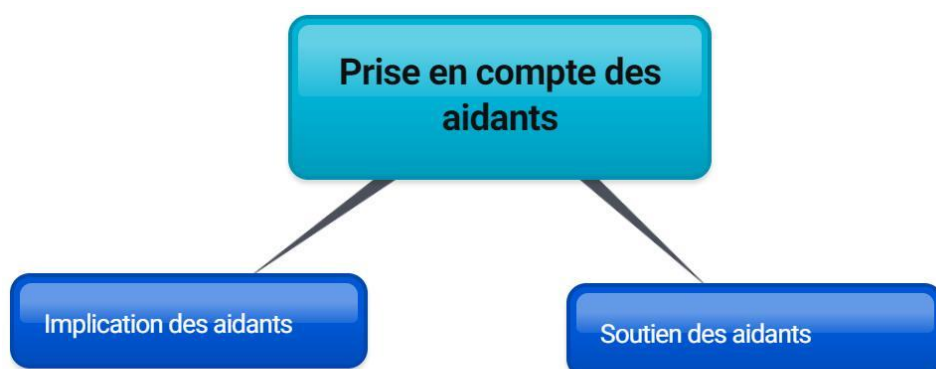 Prise en compte des
aidants
Implication des aidants
Soutien des aidants